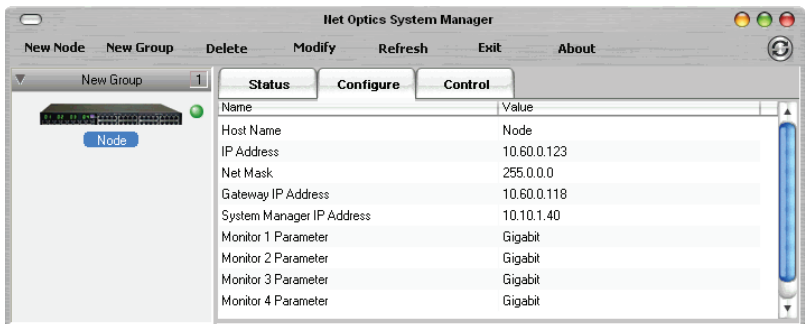 Net Optics System Manager
New Node New Group Delete Modify Refresh Exit About
New Group 1
Status Configure Control
Name Value
Node
Host Name Node
IP Address 10.60.0.123
Net Mask 255.0.0.0
Gateway IP Address 10.60.0.118
System Manager IP Address 10.10.1.40
Monitor 1 Parameter Gigabit
Monitor 2 Parameter Gigabit
Monitor 3 Parameter Gigabit
Monitor 4 Parameter Gigabit